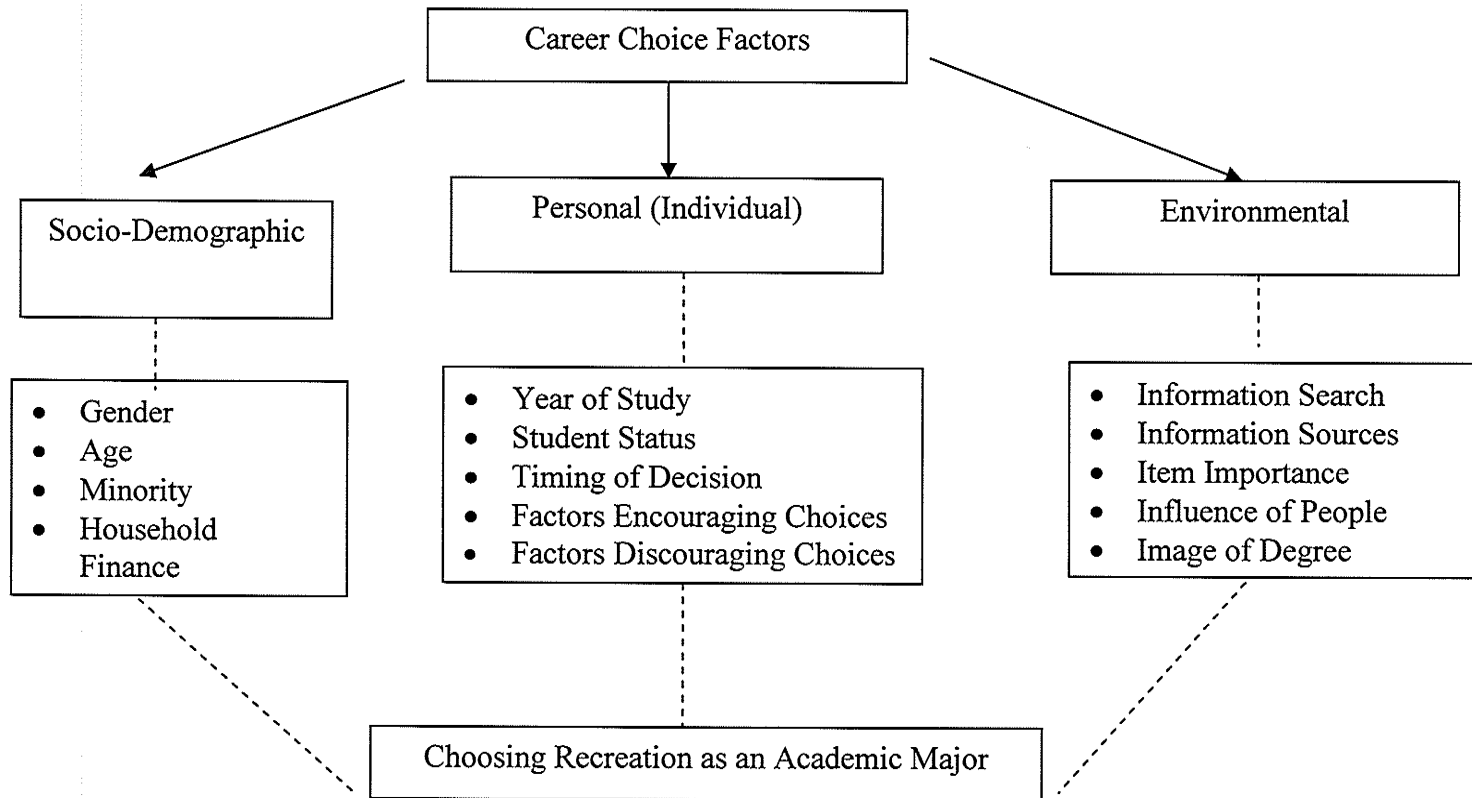 Career Choice Factors
Socio-Demographic
Personal (Individual)
Environmental
• Gender
• Age
• Minority
• Household
Finance
• Year of Study
• Student Status
• Timing of Decision
• Factors Encouraging Choices
• Factors Discouraging Choices
• Information Search
• Information Sources
• Item Importance
• Influence of People
• Image of Degree
Choosing Recreation as an Academic Major